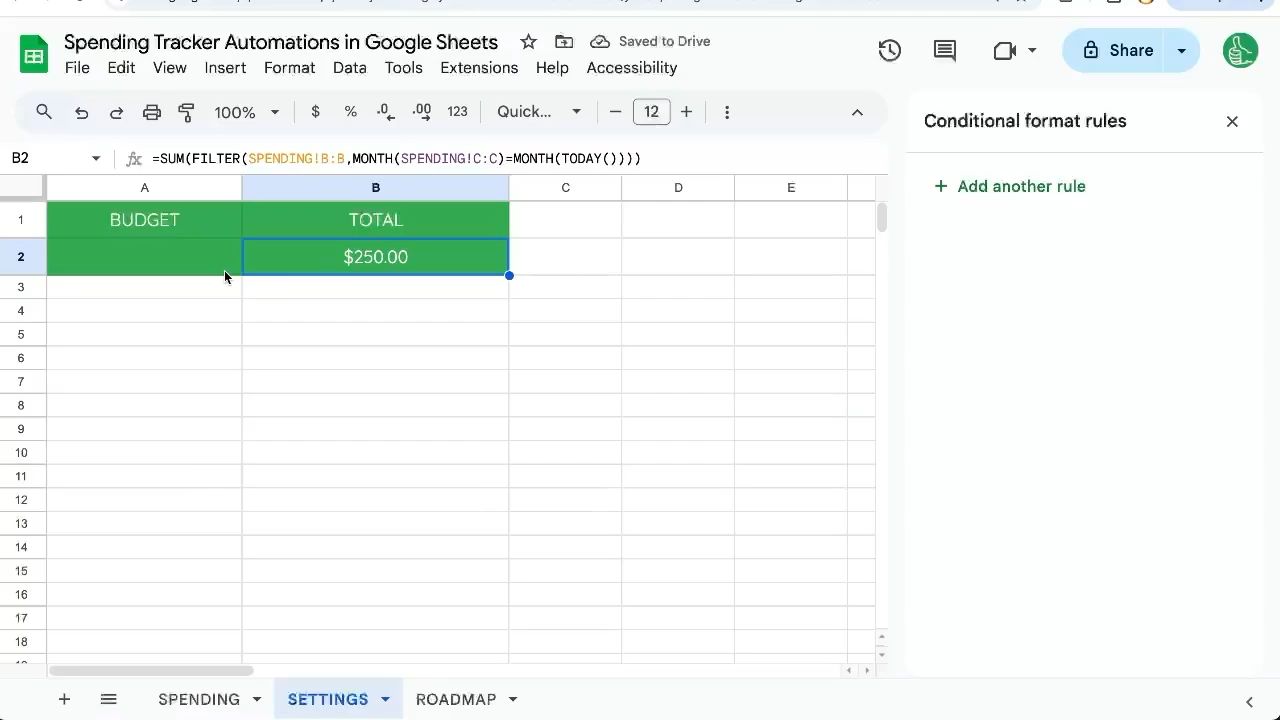 Spending Tracker Automations in Google Sheets
Saved to Drive
Share
File Edit View Insert Format Data Tools Extensions Help Accessibility
100% $ % .0 .00 123 Quick... 12
Conditional format rules
B2 fx =SUM(FILTER(SPENDING!B:B,MONTH(SPENDING!C:C)=MONTH(TODAY())))
Add another rule
A B C D E
1 BUDGET TOTAL
2 $250.00
3
4
5
6
7
8
9
10
11
12
13
14
15
16
17
18
SPENDING SETTINGS ROADMAP